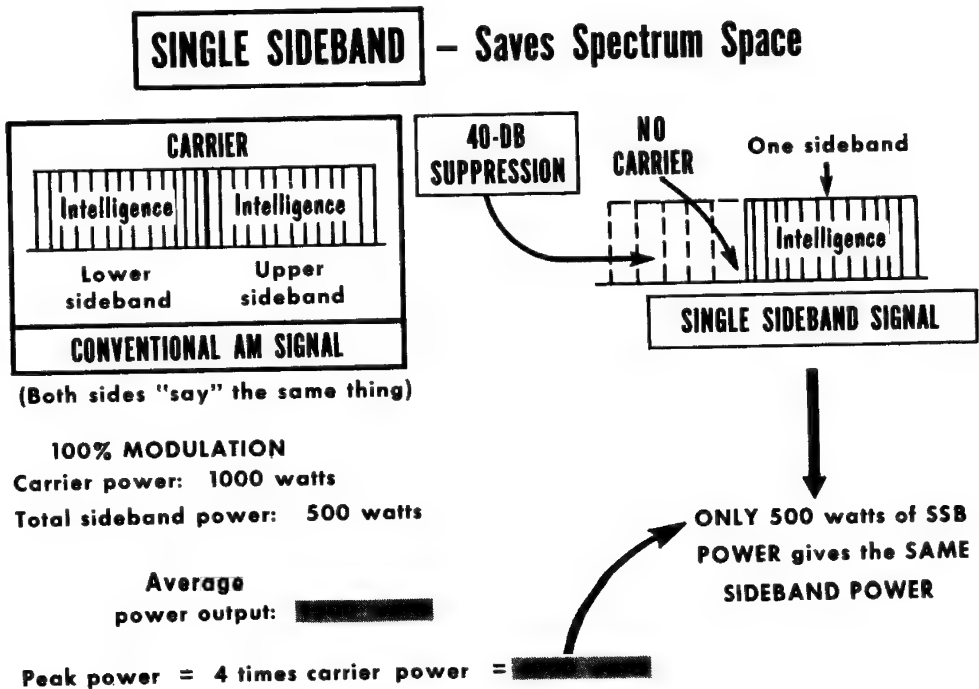 SINGLE SIDEBAND – Saves Spectrum Space
CARRIER
Intelligence Intelligence
Lower sideband
Upper sideband
CONVENTIONAL AM SIGNAL
(Both sides "say" the same thing)
40-DB
SUPPRESSION
NO
CARRIER
One sideband
Intelligence
SINGLE SIDEBAND SIGNAL
100% MODULATION
Carrier power: 1000 watts
Total sideband power: 500 watts
Average
power output:
Peak power = 4 times carrier power =
ONLY 500 watts of SSB
POWER gives the SAME
SIDEBAND POWER